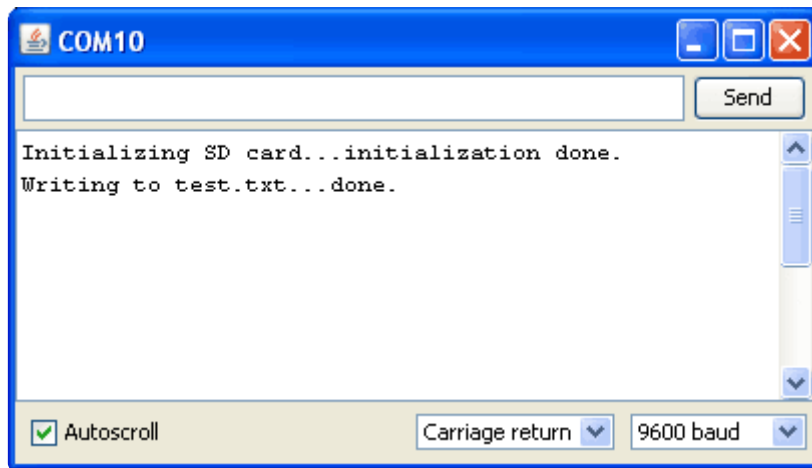 COM10
Send
Initializing SD card...initialization done.
Writing to test.txt...done.
Autoscroll
Carriage return
9600 baud